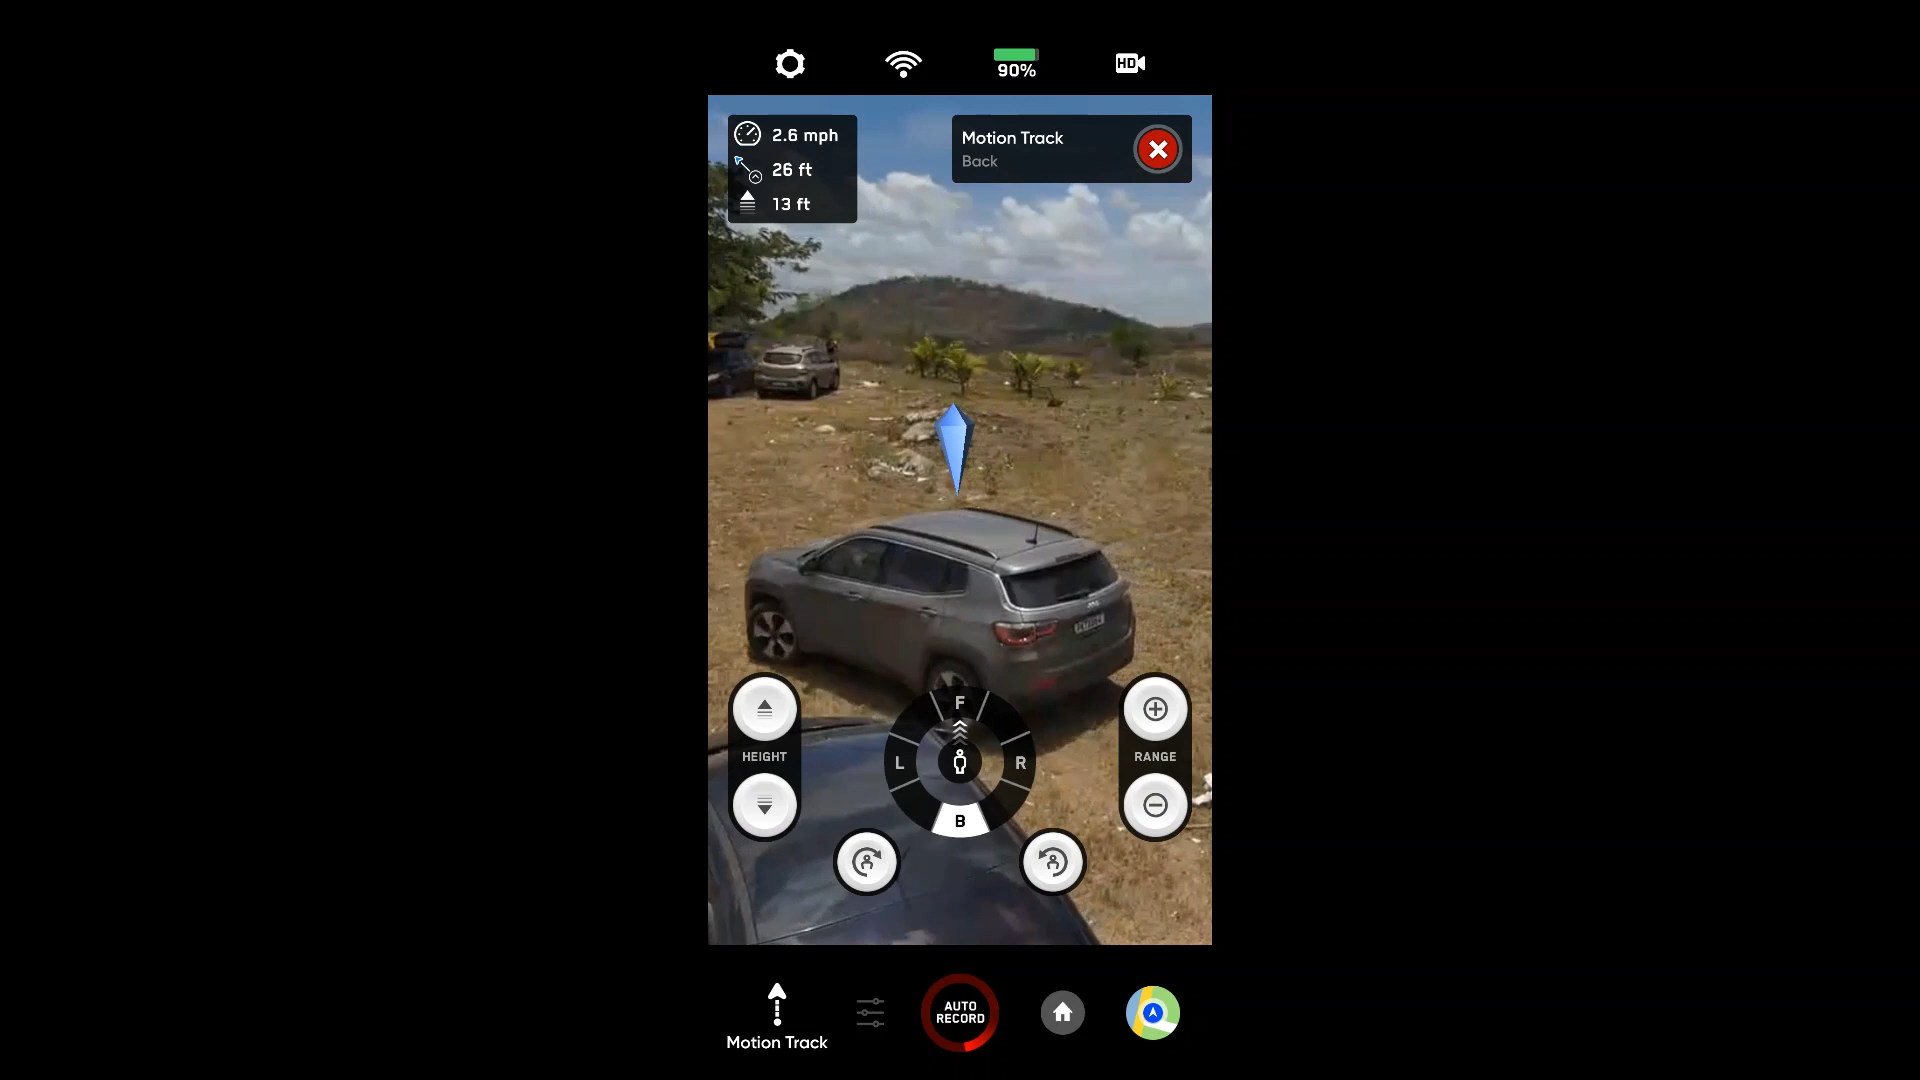 90%
HD
2.6 mph
26 ft
13 ft
Motion Track
Back
F
HEIGHT
L
R
RANGE
B
AUTO
RECORD
Motion Track